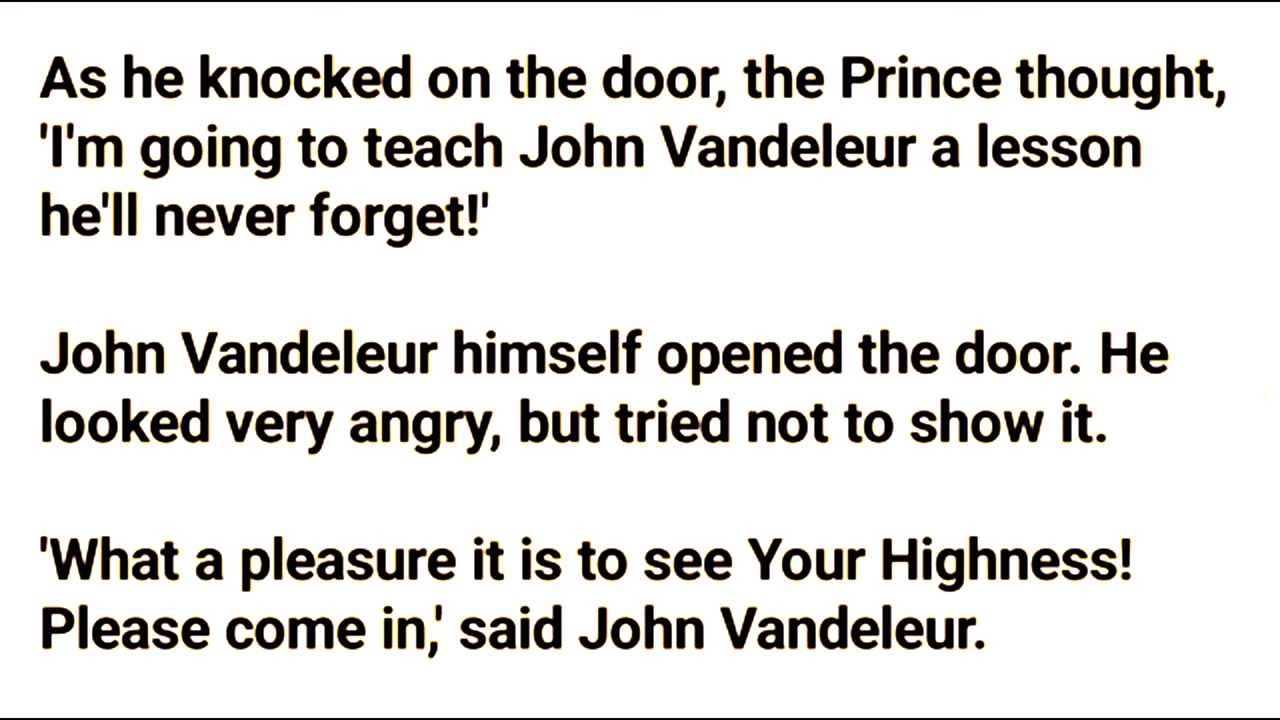 As he knocked on the door, the Prince thought,
'I'm going to teach John Vandeleur a lesson
he'll never forget!'
John Vandeleur himself opened the door. He
looked very angry, but tried not to show it.
'What a pleasure it is to see Your Highness!
Please come in,' said John Vandeleur.